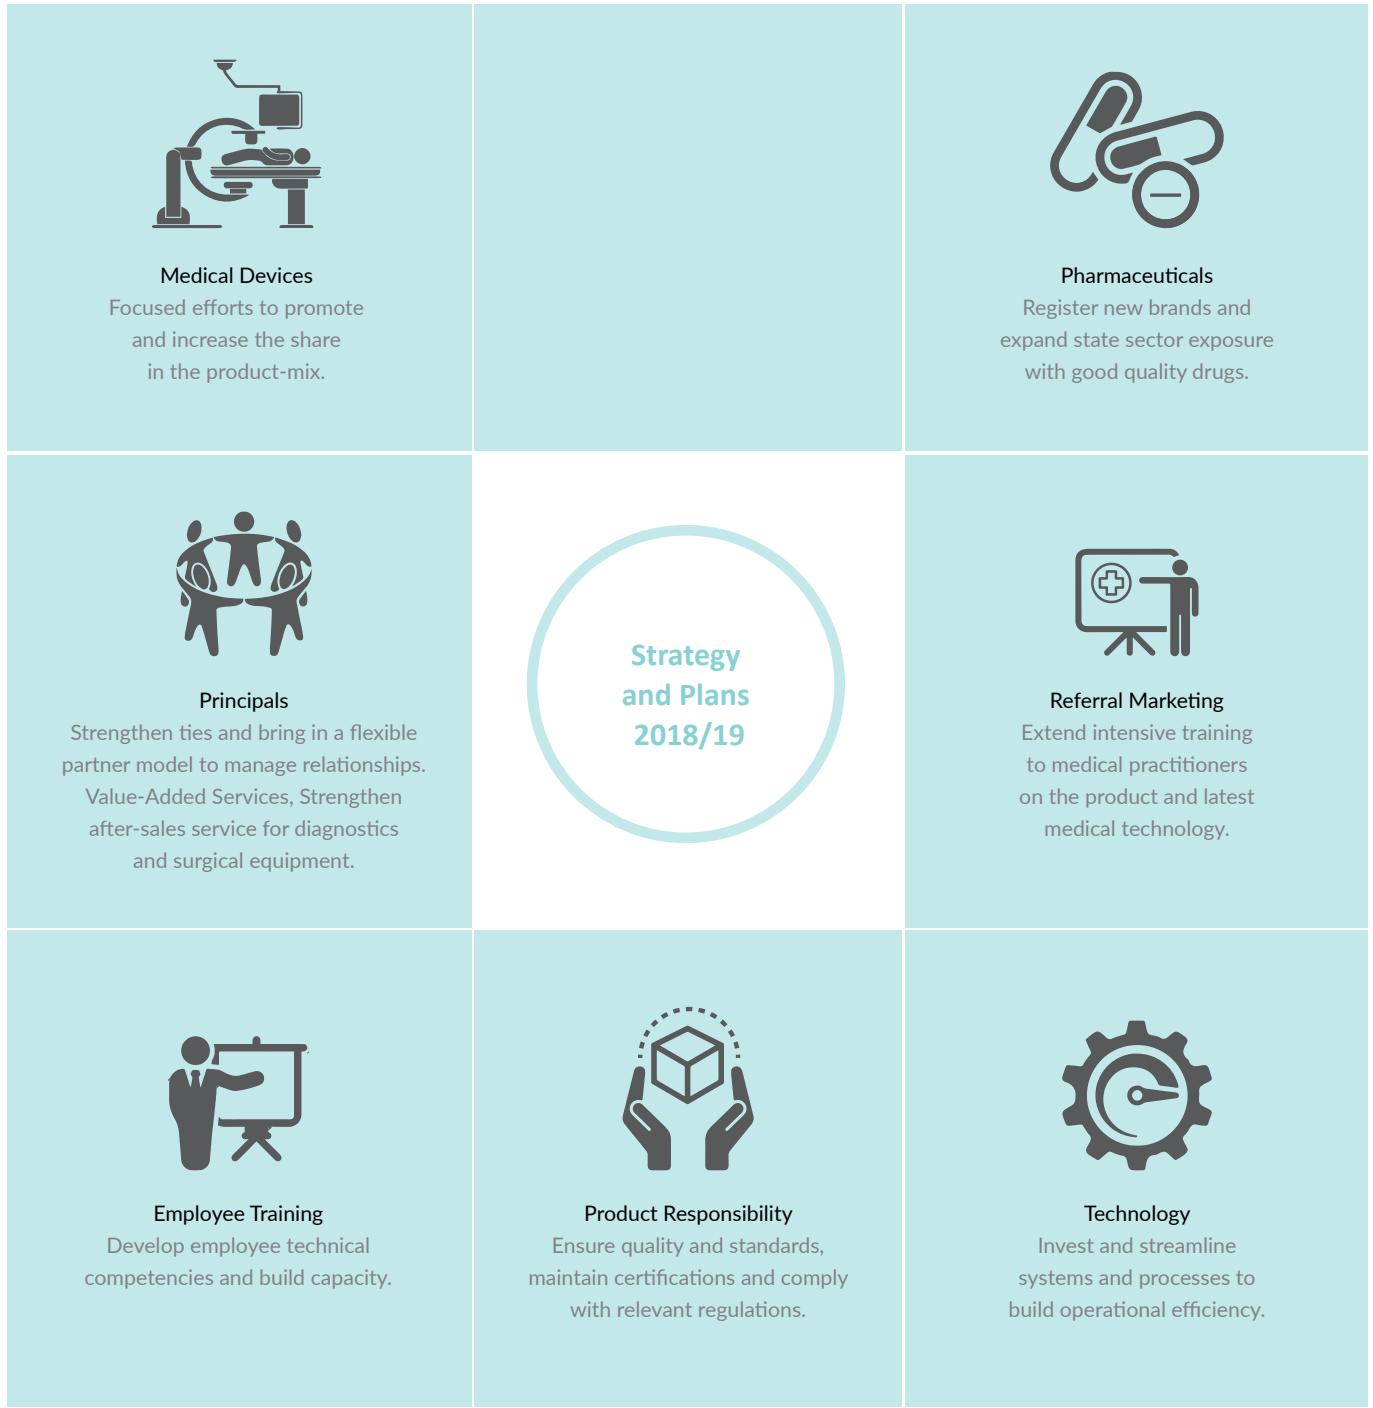 Medical Devices
Focused efforts to promote
and increase the share
in the product-mix.
Pharmaceuticals
Register new brands and
expand state sector exposure
with good quality drugs.
Principals
Strengthen ties and bring in a flexible
partner model to manage relationships.
Value-Added Services, Strengthen
after-sales service for diagnostics
and surgical equipment.
Strategy
and Plans
2018/19
Referral Marketing
Extend intensive training
to medical practitioners
on the product and latest
medical technology.
Employee Training
Develop employee technical
competencies and build capacity.
Product Responsibility
Ensure quality and standards,
maintain certifications and comply
with relevant regulations.
Technology
Invest and streamline
systems and processes to
build operational efficiency.